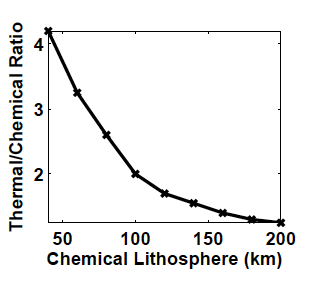 Thermal/Chemical Ratio
4
3
2
50 100 150 200
Chemical Lithosphere (km)